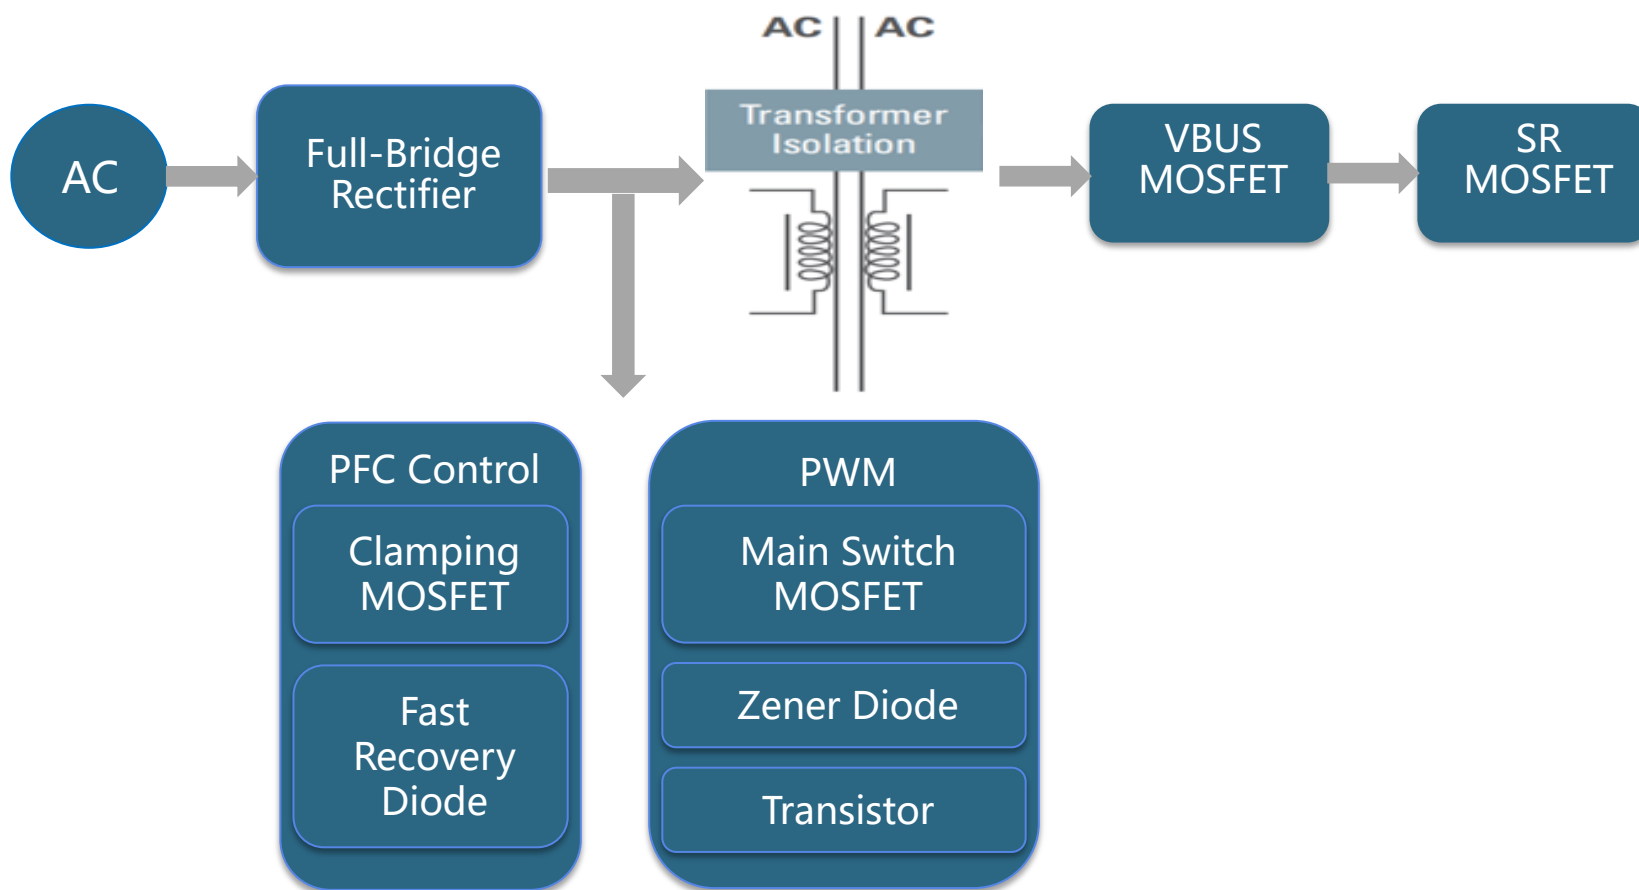 AC
AC
AC
Full-Bridge
Rectifier
Transformer
Isolation
VBUS
MOSFET
SR
MOSFET
PFC Control
Clamping
MOSFET
Fast
Recovery
Diode
PWM
Main Switch
MOSFET
Zener Diode
Transistor